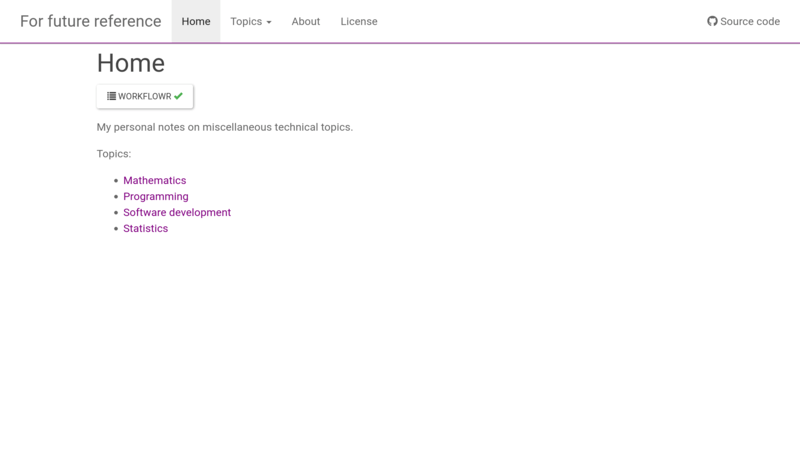 For future reference
Home
Topics
About
License
Source code
Home
WORKFLOWR
My personal notes on miscellaneous technical topics.
Topics:
Mathematics
Programming
Software development
Statistics